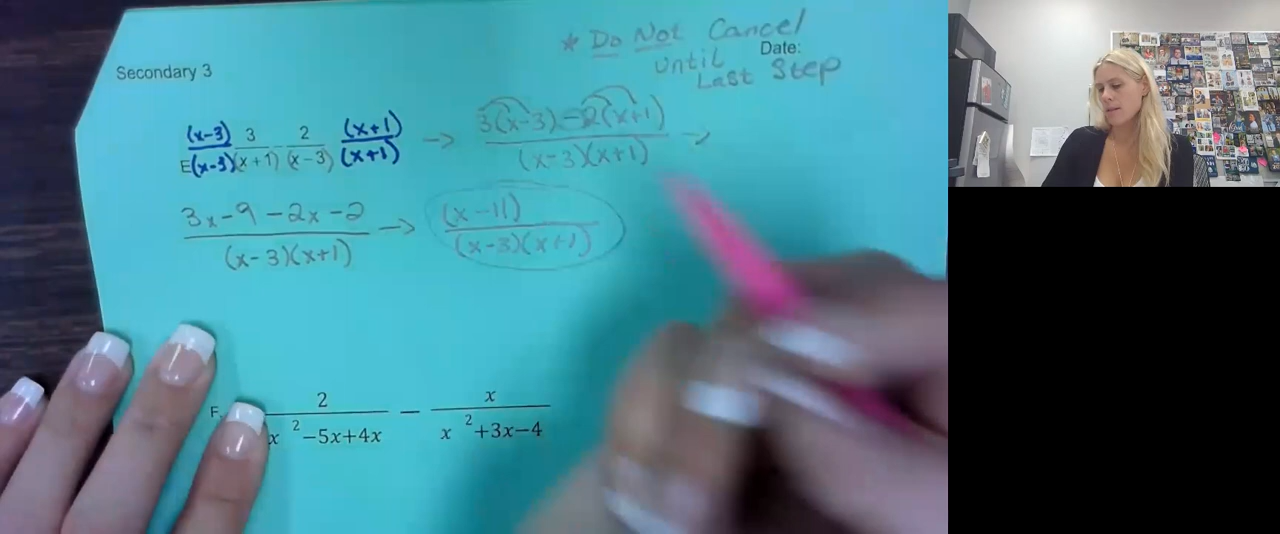 * Do Not Cancel
Until
Last Step
Date:
Secondary 3
E (x-3)/(x-3) 3/(x+1) - 2/(x-3) (x+1)/(x+1) → 3(x-3)-2(x+1)/(x-3)(x+1) →
3x-9-2x-2/(x-3)(x+1) → (x-11)/(x-3)(x+1)
F. 2/x²-5x+4x − x/x²+3x-4